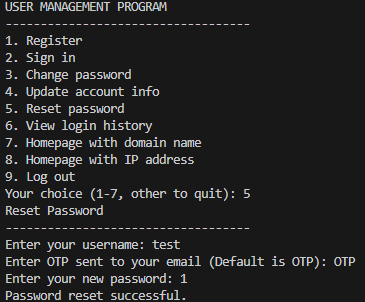 USER MANAGEMENT PROGRAM
-----------------------------------
1. Register
2. Sign in
3. Change password
4. Update account info
5. Reset password
6. View login history
7. Homepage with domain name
8. Homepage with IP address
9. Log out
Your choice (1-7, other to quit): 5
Reset Password
-----------------------------------
Enter your username: test
Enter OTP sent to your email (Default is OTP): OTP
Enter your new password: 1
Password reset successful.